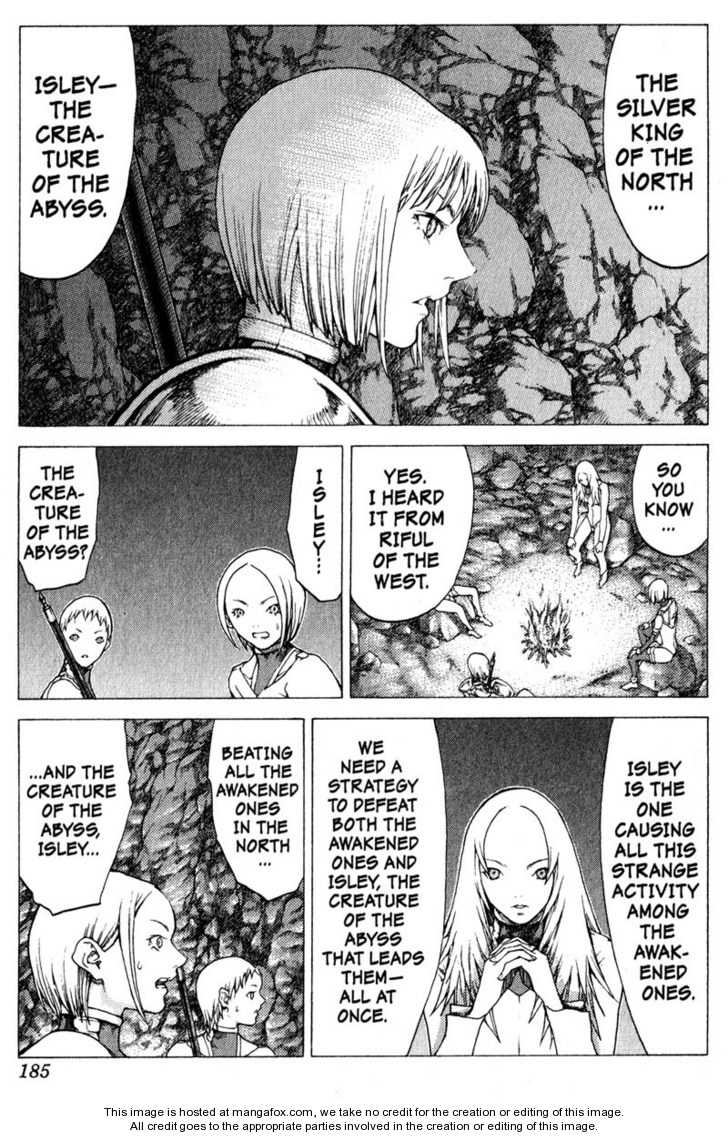 THE
SILVER
KING
OF THE
NORTH
...
ISLEY—
THE
CREA-
TURE
OF THE
ABYSS.
SO
YOU
KNOW
...
YES.
I HEARD
IT FROM
RIFUL
OF THE
WEST.
ISLEY...
THE
CREA-
TURE
OF THE
ABYSS?
ISLEY
IS THE
ONE
CAUSING
ALL THIS
STRANGE
ACTIVITY
AMONG
THE
AWAK-
ENED
ONES.
WE
NEED A
STRATEGY
TO DEFEAT
BOTH THE
AWAKENED
ONES AND
ISLEY, THE
CREATURE
OF THE
ABYSS
THAT LEADS
THEM—
ALL AT
ONCE.
BEATING
ALL THE
AWAKENED
ONES
IN THE
NORTH
...
...AND THE
CREATURE
OF THE
ABYSS,
ISLEY...
185
This image is hosted at mangafox.com, we take no credit for the creation or editing of this image.
All credit goes to the appropriate parties involved in the creation or editing of this image.